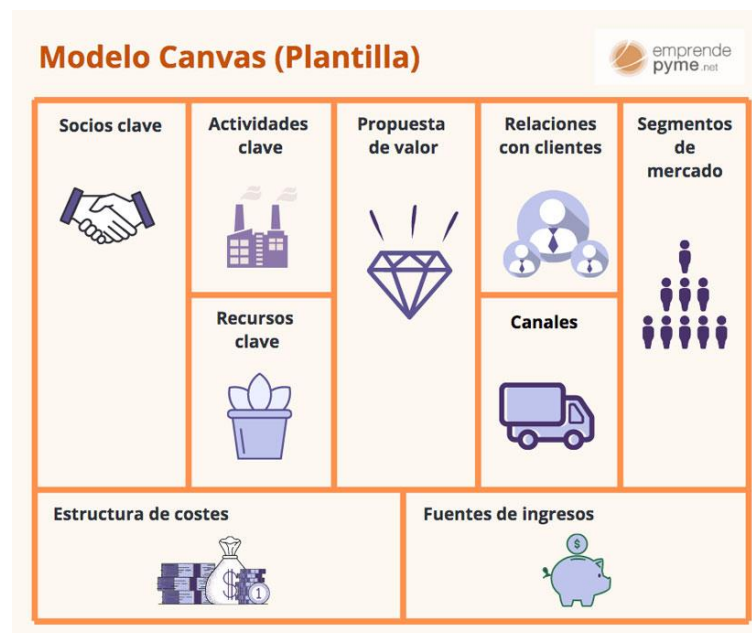 Modelo Canvas (Plantilla)
emprende
pyme.net
Socios clave
Actividades
clave
Propuesta
de valor
Relaciones
con clientes
Segmentos
de
mercado
Recursos
clave
Canales
Estructura de costes
$
1
Fuentes de ingresos
$